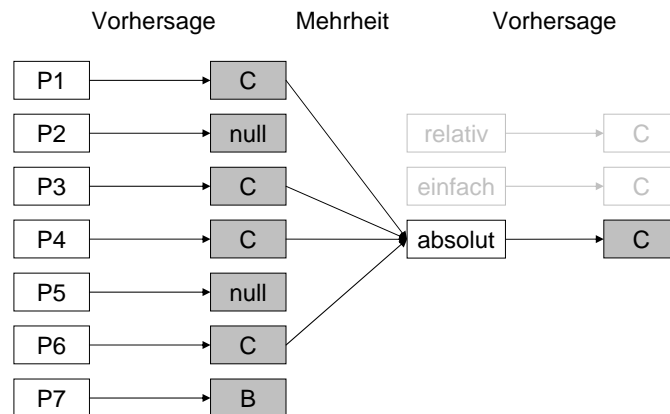 Vorhersage Mehrheit Vorhersage
P1 C
P2 null relativ C
P3 C einfach C
P4 C absolut C
P5 null
P6 C
P7 B